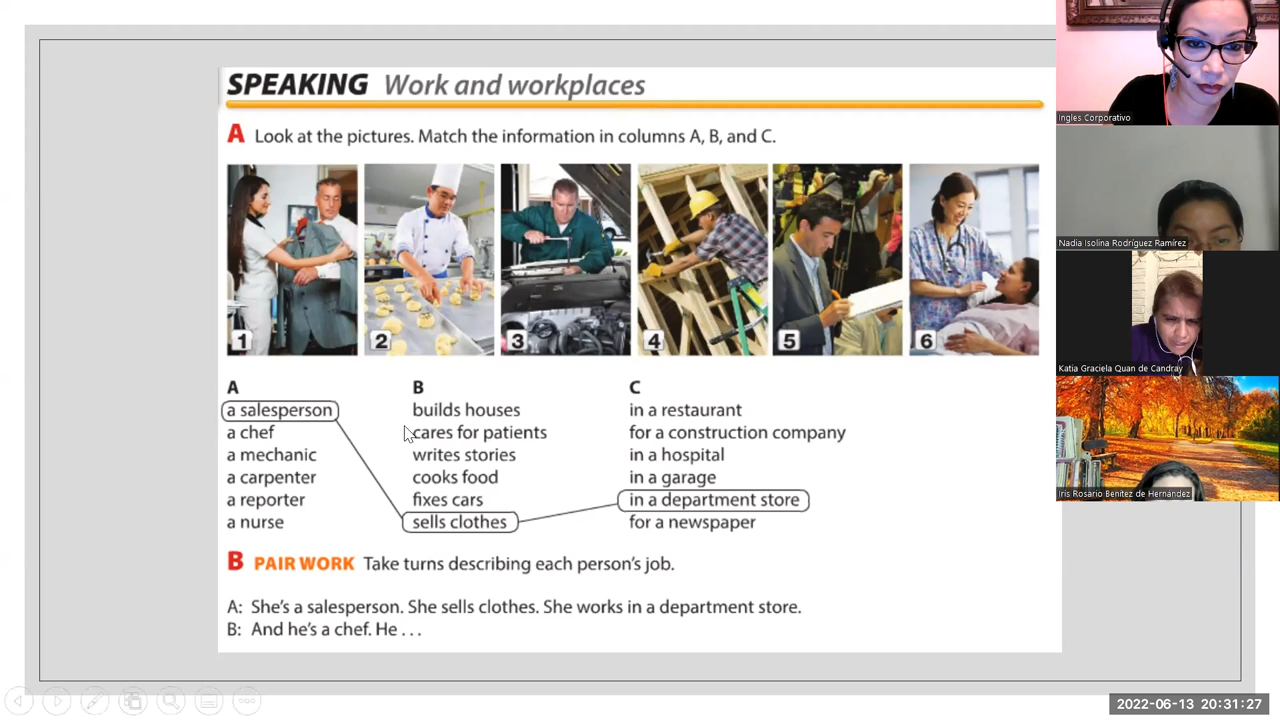 SPEAKING Work and workplaces
A Look at the pictures. Match the information in columns A, B, and C.
1 2 3 4 5 6
A B C
a salesperson builds houses in a restaurant
a chef cares for patients for a construction company
a mechanic writes stories in a hospital
a carpenter cooks food in a garage
a reporter fixes cars in a department store
a nurse sells clothes for a newspaper
B PAIR WORK Take turns describing each person's job.
A: She's a salesperson. She sells clothes. She works in a department store.
B: And he's a chef. He . . .
Ingles Corporativo
Nadia Isolina Rodriguez Ramírez
Katia Graciela Quan de Candray
Iris Rosario Benitez de Hernandez
2022-06-13 20:31:27